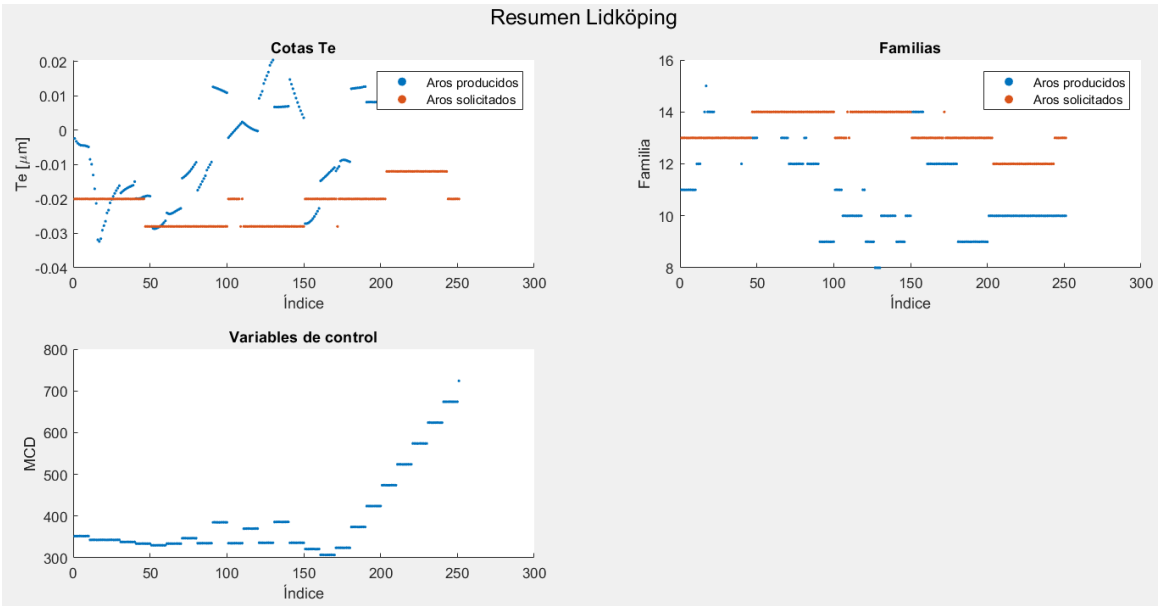 Resumen Lidköping
Cotas Te
0.02
0.01
0
-0.01
-0.02
-0.03
-0.04
Te [μm]
0 50 100 150 200 250 300
Índice
Aros producidos
Aros solicitados
Familias
16
14
12
10
8
Familia
0 50 100 150 200 250 300
Índice
Aros producidos
Aros solicitados
Variables de control
800
700
600
500
400
300
MCD
0 50 100 150 200 250 300
Índice